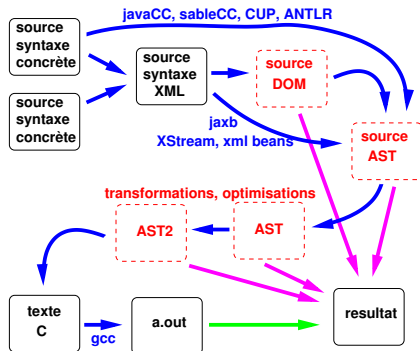 javaCC, sableCC, CUP, ANTLR
source
syntaxe
concrète
source
syntaxe
XML
source
DOM
source
syntaxe
concrète
jaxb
XStream, xml beans
source
AST
transformations, optimisations
AST2
AST
texte
C
gcc
a.out
resultat